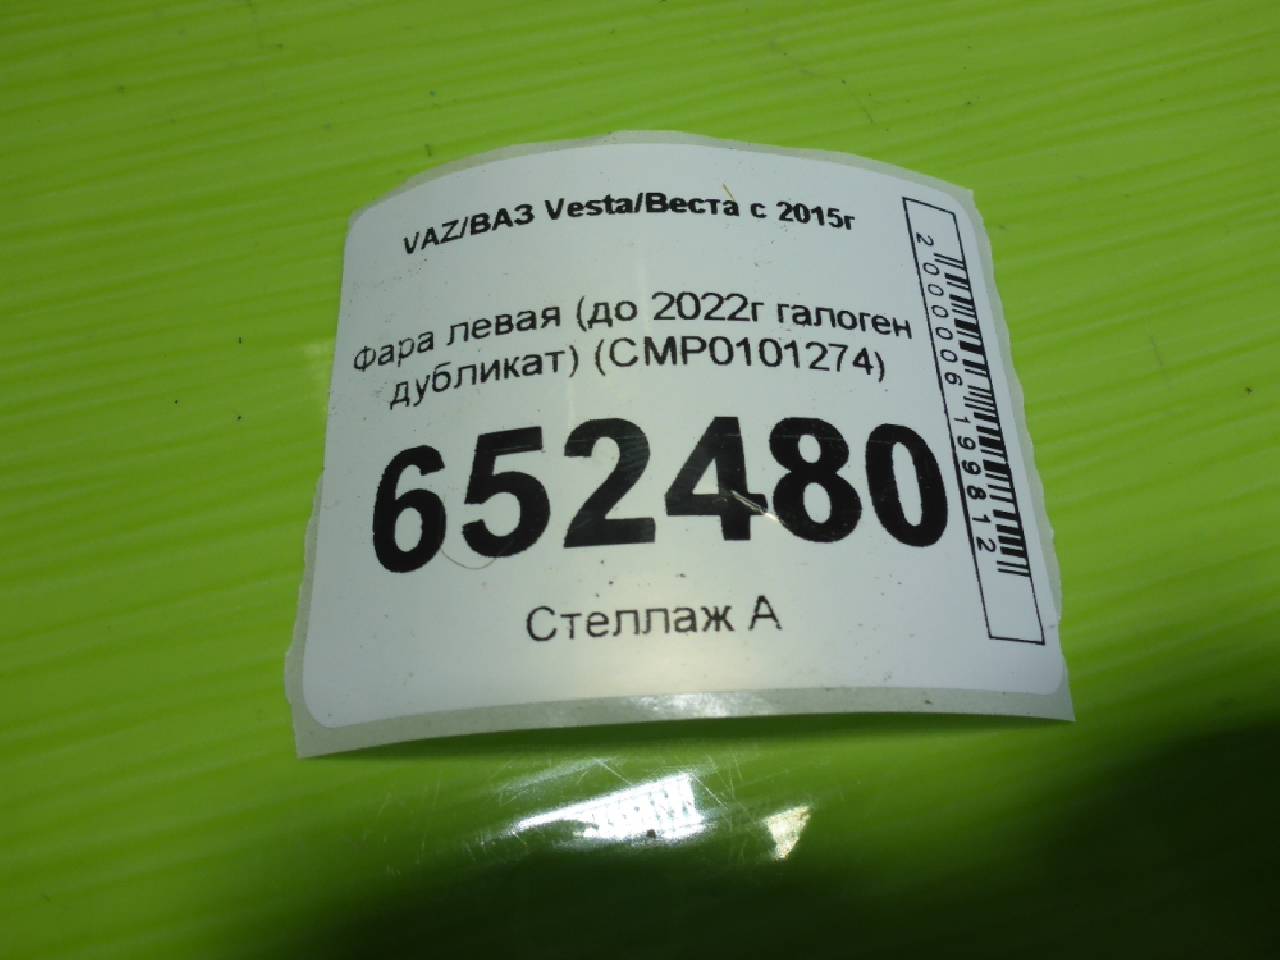 VAZ/ВАЗ Vesta/Веста с 2015г
Фара левая (до 2022г галоген
дубликат) (CMP0101274)
652480
Стеллаж А
2000006199812